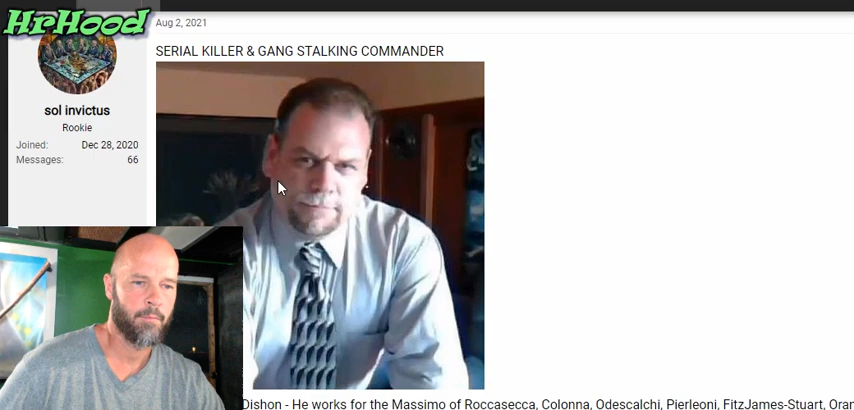 HrHood
Aug 2, 2021
SERIAL KILLER & GANG STALKING COMMANDER
sol invictus
Rookie
Joined: Dec 28, 2020
Messages: 66
Dishon - He works for the Massimo of Roccasecca, Colonna, Odescalchi, Pierleoni, FitzJames-Stuart,